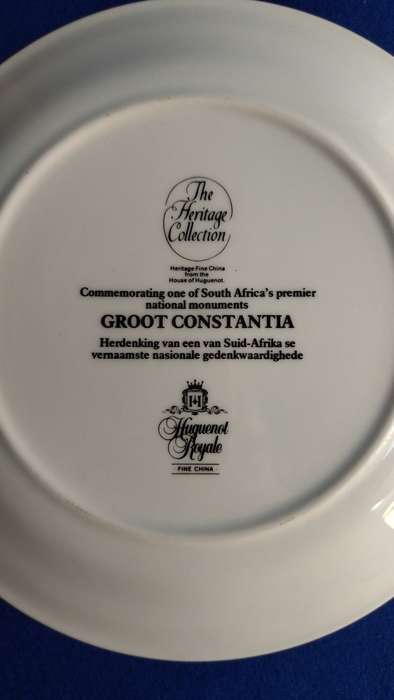 The
Heritage
Collection
Heritage Fine China
from the
House of Huguenot.
Commemorating one of South Africa's premier
national monuments
GROOT CONSTANTIA
Herdenking van een van Suid-Afrika se
vernaamste nasionale gedenkwaardighede
H
Huguenot
Royale
FINE CHINA